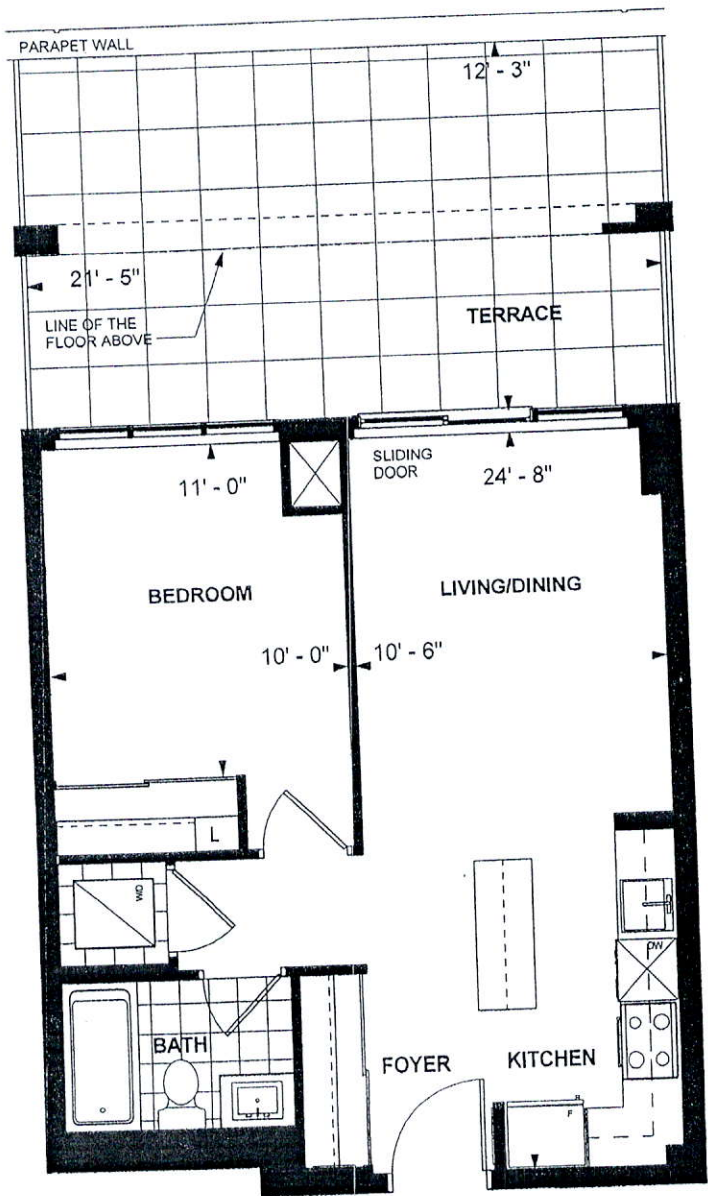 PARAPET WALL
12' - 3"
21' - 5"
LINE OF THE
FLOOR ABOVE
TERRACE
SLIDING
DOOR
11' - 0"
24' - 8"
BEDROOM
LIVING/DINING
10' - 0"
10' - 6"
L
W/D
DW
BATH
FOYER
KITCHEN
F